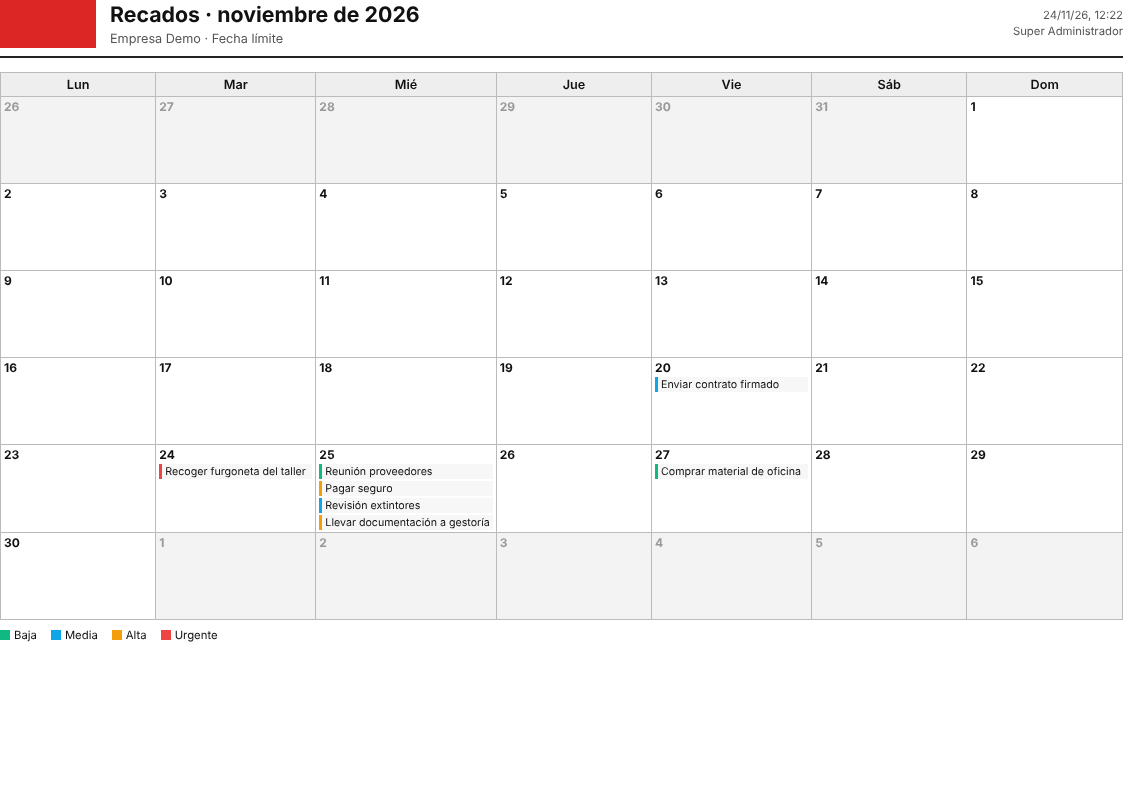 Recados · noviembre de 2026
Empresa Demo · Fecha límite
24/11/26, 12:22
Super Administrador
Lun Mar Mié Jue Vie Sáb Dom
26 27 28 29 30 31 1
2 3 4 5 6 7 8
9 10 11 12 13 14 15
16 17 18 19 20 21 22
Enviar contrato firmado
23 24 25 26 27 28 29
Recoger furgoneta del taller
Reunión proveedores
Pagar seguro
Revisión extintores
Llevar documentación a gestoría
Comprar material de oficina
30 1 2 3 4 5 6
Baja Media Alta Urgente